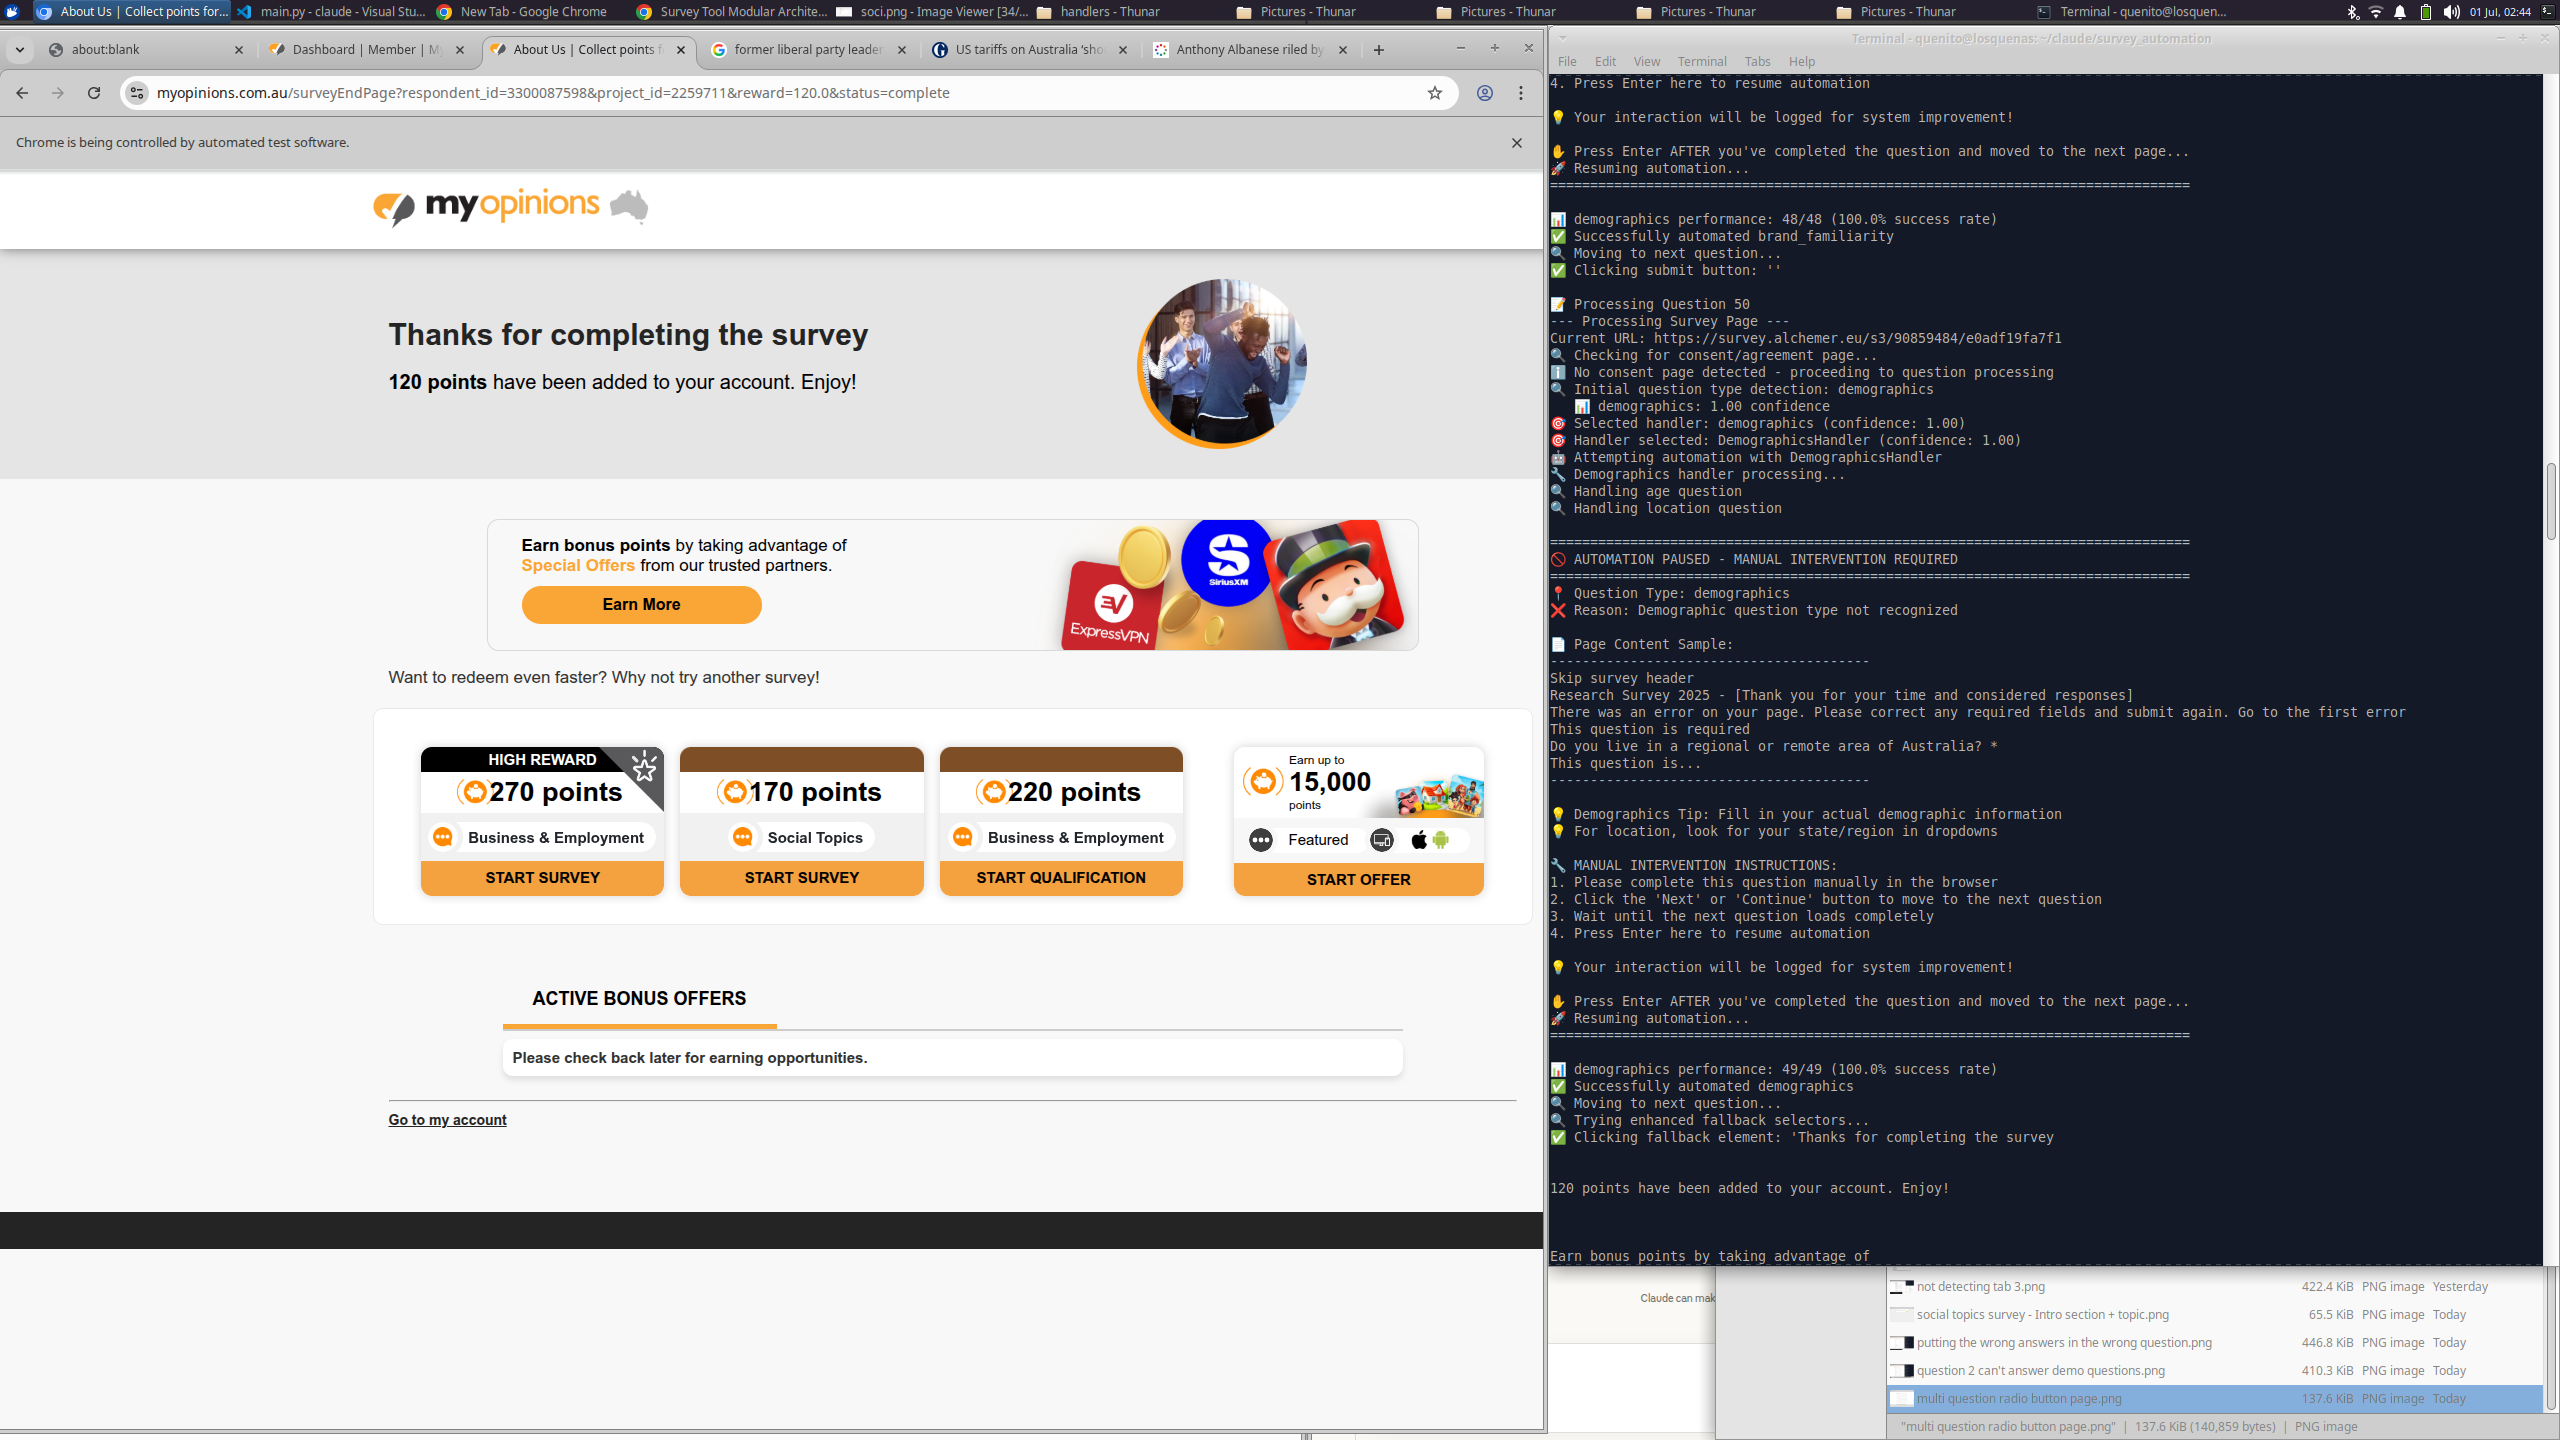 About Us | Collect points for...
main.py - claude - Visual Stu...
New Tab - Google Chrome
Survey Tool Modular Archite...
soci.png - Image Viewer [34/...
handlers - Thunar
Pictures - Thunar
Pictures - Thunar
Pictures - Thunar
Pictures - Thunar
Terminal - quenito@losquen...
01 Jul, 02:44
about:blank
Dashboard | Member | My
About Us | Collect points f
former liberal party leader
US tariffs on Australia 'sho
Anthony Albanese riled by
myopinions.com.au/surveyEndPage?respondent_id=3300087598&project_id=2259711&reward=120.0&status=complete
Chrome is being controlled by automated test software.
myopinions
Thanks for completing the survey
120 points have been added to your account. Enjoy!
Earn bonus points by taking advantage of
Special Offers from our trusted partners.
Earn More
ExpressVPN
SiriusXM
Want to redeem even faster? Why not try another survey!
HIGH REWARD
270 points
Business & Employment
START SURVEY
170 points
Social Topics
START SURVEY
220 points
Business & Employment
START QUALIFICATION
Earn up to
15,000
points
Featured
START OFFER
ACTIVE BONUS OFFERS
Please check back later for earning opportunities.
Go to my account
Terminal - quenito@losquenas: ~/claude/survey_automation
File Edit View Terminal Tabs Help
4. Press Enter here to resume automation
💡 Your interaction will be logged for system improvement!
✋ Press Enter AFTER you've completed the question and moved to the next page...
🚀 Resuming automation...
================================================================================
📊 demographics performance: 48/48 (100.0% success rate)
✅ Successfully automated brand_familiarity
🔍 Moving to next question...
✅ Clicking submit button: ''
📝 Processing Question 50
--- Processing Survey Page ---
Current URL: https://survey.alchemer.eu/s3/90859484/e0adf19fa7f1
🔍 Checking for consent/agreement page...
ℹ️ No consent page detected - proceeding to question processing
🔍 Initial question type detection: demographics
📊 demographics: 1.00 confidence
🎯 Selected handler: demographics (confidence: 1.00)
🎯 Handler selected: DemographicsHandler (confidence: 1.00)
🤖 Attempting automation with DemographicsHandler
🔧 Demographics handler processing...
🔍 Handling age question
🔍 Handling location question
================================================================================
🚫 AUTOMATION PAUSED - MANUAL INTERVENTION REQUIRED
================================================================================
📍 Question Type: demographics
❌ Reason: Demographic question type not recognized
📄 Page Content Sample:
----------------------------------------
Skip survey header
Research Survey 2025 - [Thank you for your time and considered responses]
There was an error on your page. Please correct any required fields and submit again. Go to the first error
This question is required
Do you live in a regional or remote area of Australia? *
This question is...
----------------------------------------
💡 Demographics Tip: Fill in your actual demographic information
💡 For location, look for your state/region in dropdowns
🔧 MANUAL INTERVENTION INSTRUCTIONS:
1. Please complete this question manually in the browser
2. Click the 'Next' or 'Continue' button to move to the next question
3. Wait until the next question loads completely
4. Press Enter here to resume automation
💡 Your interaction will be logged for system improvement!
✋ Press Enter AFTER you've completed the question and moved to the next page...
🚀 Resuming automation...
================================================================================
📊 demographics performance: 49/49 (100.0% success rate)
✅ Successfully automated demographics
🔍 Moving to next question...
🔍 Trying enhanced fallback selectors...
✅ Clicking fallback element: 'Thanks for completing the survey
120 points have been added to your account. Enjoy!
Earn bonus points by taking advantage of
Claude can mak
not detecting tab 3.png 422.4 KiB PNG image Yesterday
social topics survey - Intro section + topic.png 65.5 KiB PNG image Today
putting the wrong answers in the wrong question.png 446.8 KiB PNG image Today
question 2 can't answer demo questions.png 410.3 KiB PNG image Today
multi question radio button page.png 137.6 KiB PNG image Today
"multi question radio button page.png" | 137.6 KiB (140,859 bytes) | PNG image